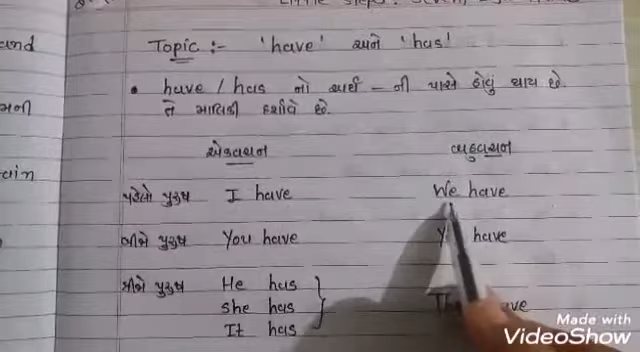 Topic :- 'have' અને 'has'
and
• have / has નો અર્થ - ની પાસે હોવું થાય છે.
તે માલિકી દર્શાવે છે.
એકવચન બહુવચન
પહેલો પુરુષ I have We have
બીજો પુરુષ You have have
ત્રીજો પુરુષ He has
she has
It has
Made with
VideoShow